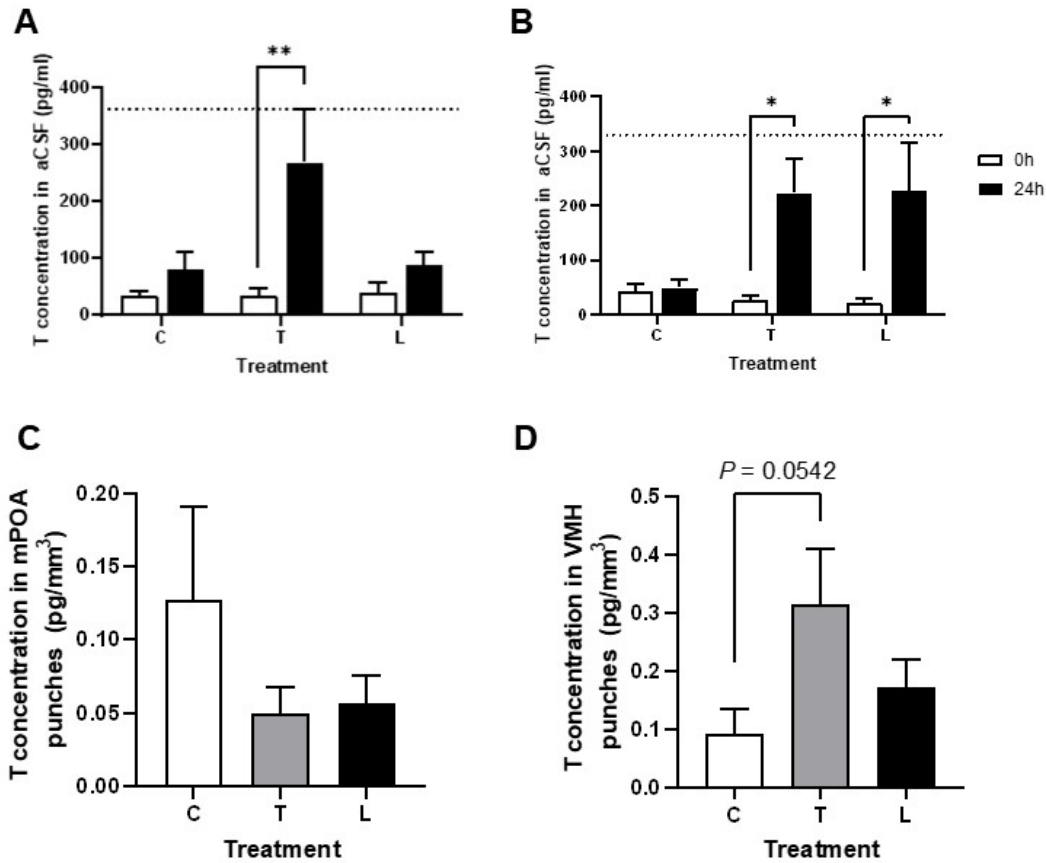 A
T concentration in aCSF (pg/ml)
400
300
200
100
0
**
C T L
Treatment
B
T concentration in aCSF (pg/ml)
400
300
200
100
0
* *
C T L
Treatment
0h
24h
C
T concentration in mPOA
punches (pg/mm³)
0.20
0.15
0.10
0.05
0.00
C T L
Treatment
D
P = 0.0542
T concentration in VMH
punches (pg/mm³)
0.5
0.4
0.3
0.2
0.1
0.0
C T L
Treatment